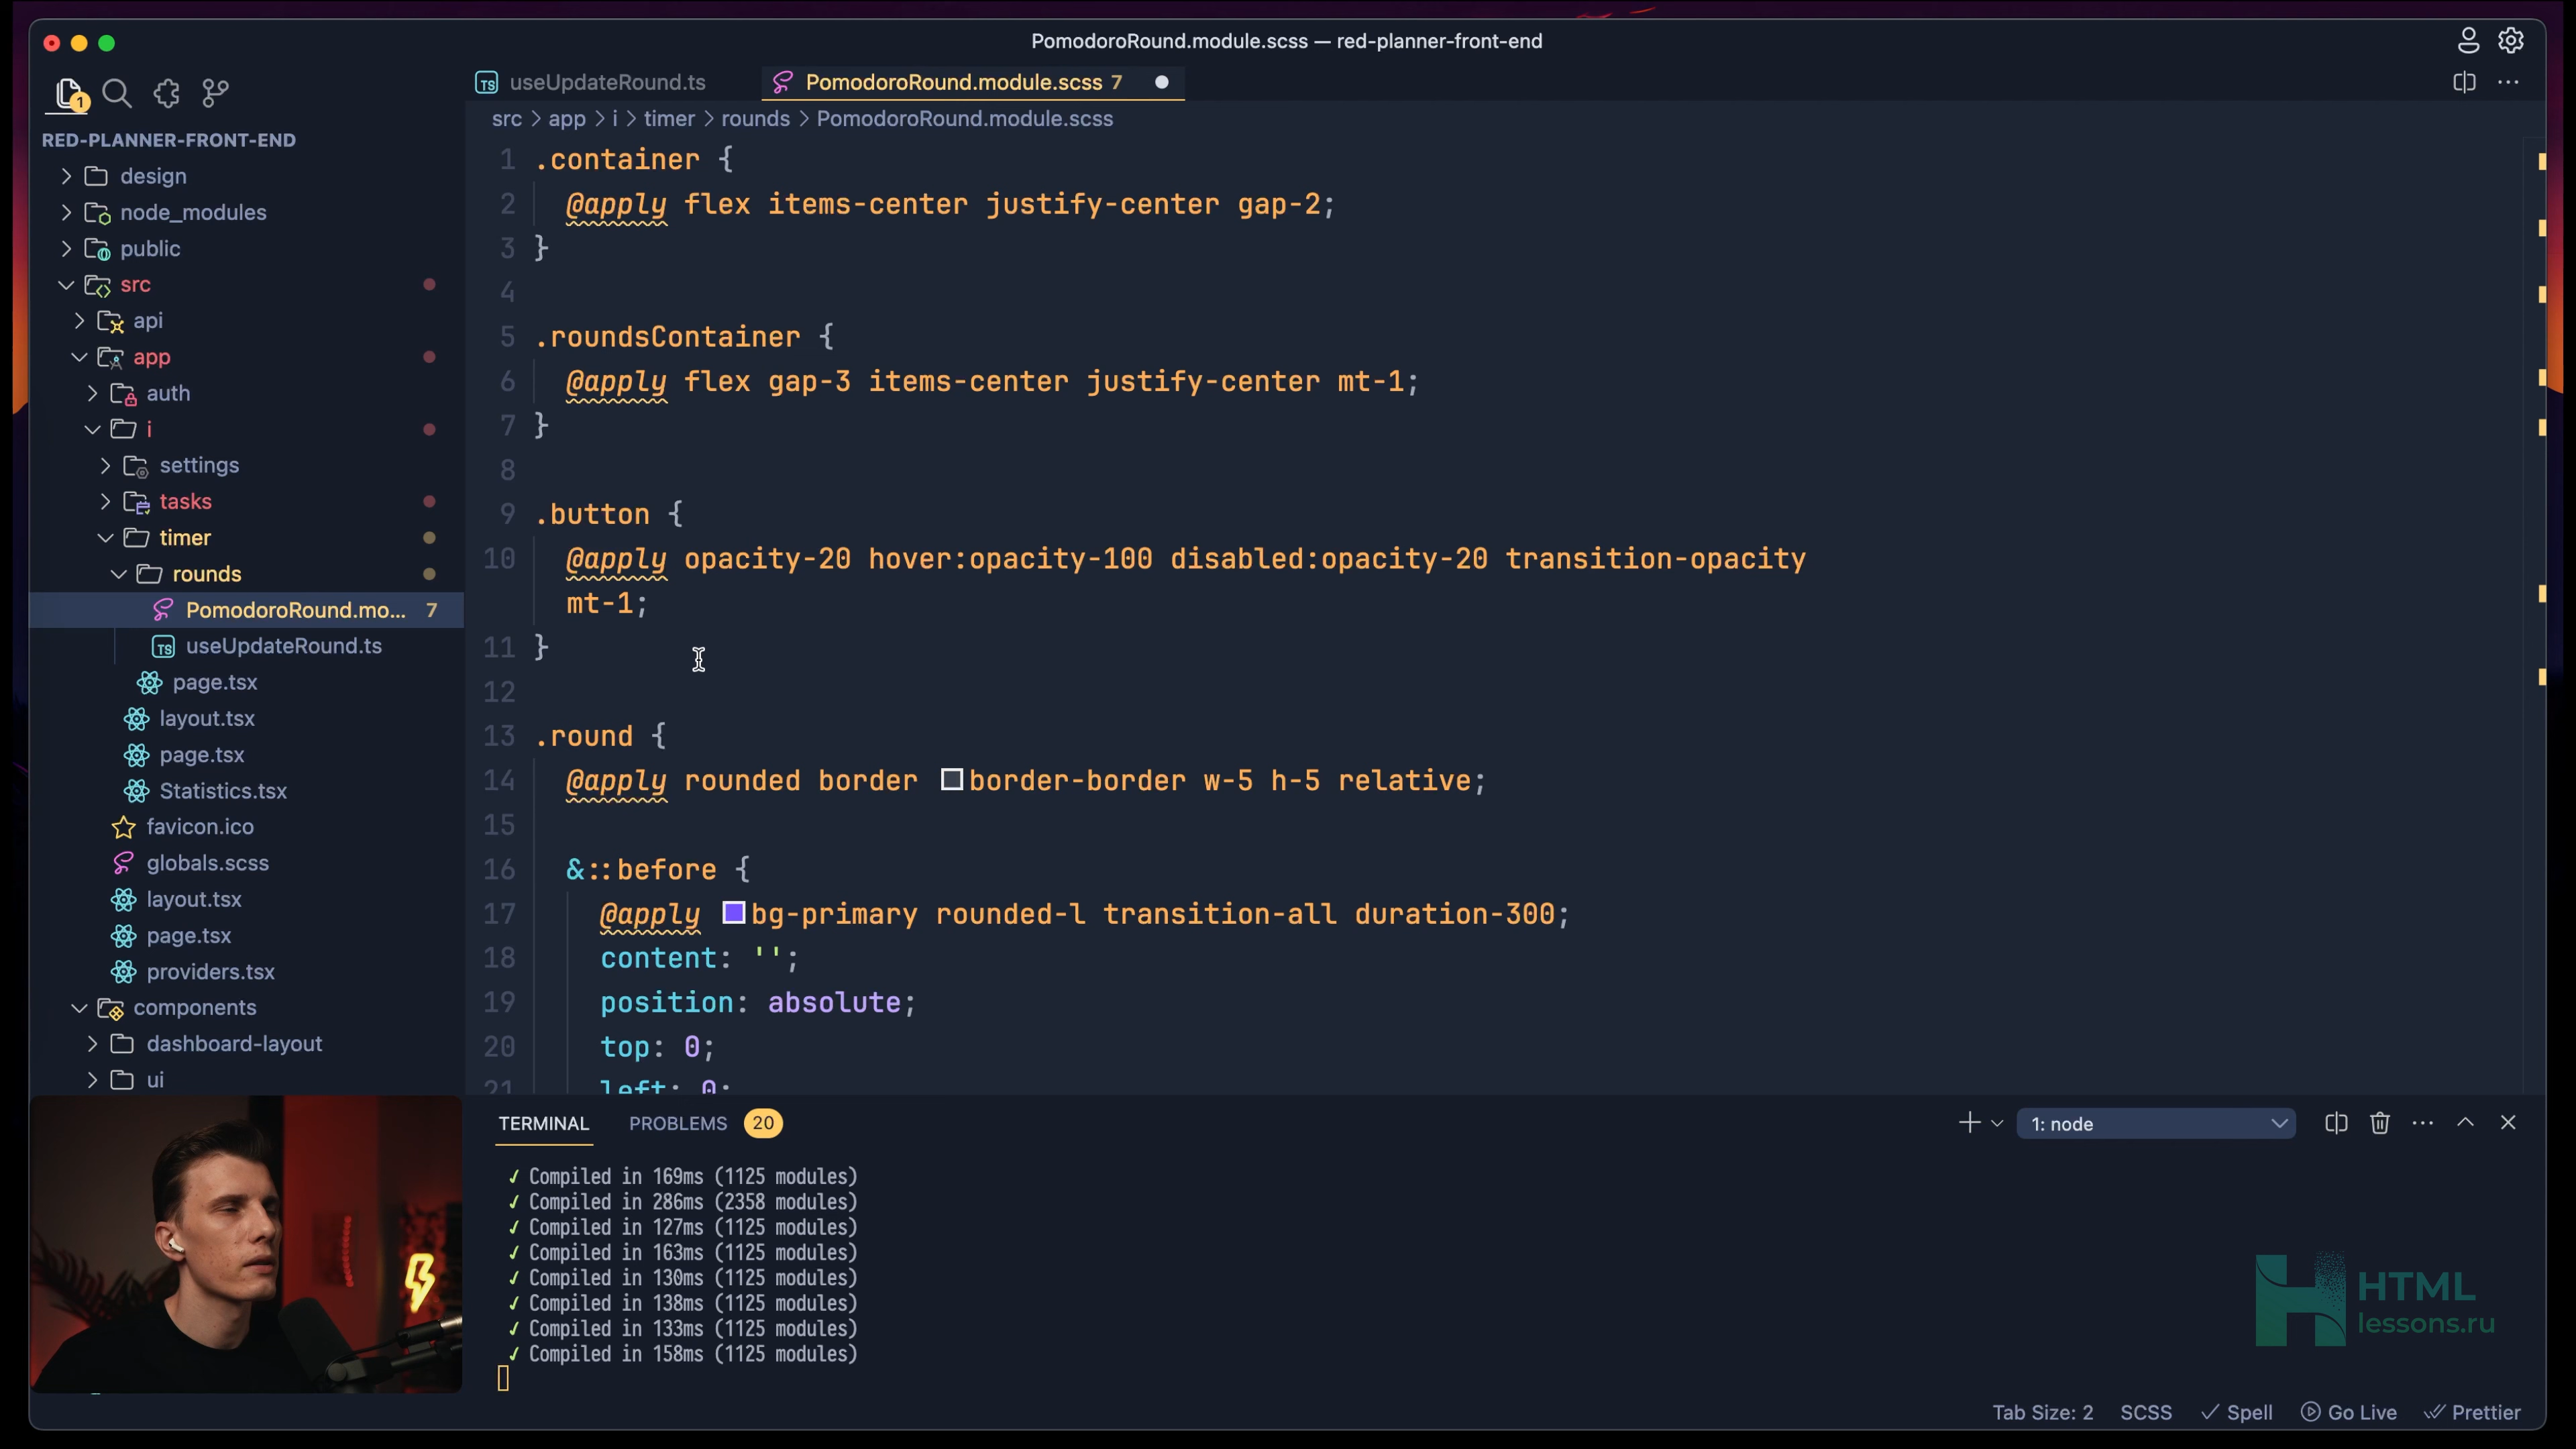 PomodoroRound.module.scss — red-planner-front-end
1
TS useUpdateRound.ts
PomodoroRound.module.scss 7
src > app > i > timer > rounds > PomodoroRound.module.scss
RED-PLANNER-FRONT-END
design
node_modules
public
src
api
app
auth
i
settings
tasks
timer
rounds
PomodoroRound.mo... 7
TS useUpdateRound.ts
page.tsx
layout.tsx
page.tsx
Statistics.tsx
favicon.ico
globals.scss
layout.tsx
page.tsx
providers.tsx
components
dashboard-layout
ui
1 .container {
2 @apply flex items-center justify-center gap-2;
3 }
4
5 .roundsContainer {
6 @apply flex gap-3 items-center justify-center mt-1;
7 }
8
9 .button {
10 @apply opacity-20 hover:opacity-100 disabled:opacity-20 transition-opacity
mt-1;
11 }
12
13 .round {
14 @apply rounded border border-border w-5 h-5 relative;
15
16 &::before {
17 @apply bg-primary rounded-l transition-all duration-300;
18 content: '';
19 position: absolute;
20 top: 0;
21 left: 0;
TERMINAL PROBLEMS 20
1: node
✓ Compiled in 169ms (1125 modules)
✓ Compiled in 286ms (2358 modules)
✓ Compiled in 127ms (1125 modules)
✓ Compiled in 163ms (1125 modules)
✓ Compiled in 130ms (1125 modules)
✓ Compiled in 138ms (1125 modules)
✓ Compiled in 133ms (1125 modules)
✓ Compiled in 158ms (1125 modules)
HTML
lessons.ru
Tab Size: 2 SCSS Spell Go Live Prettier